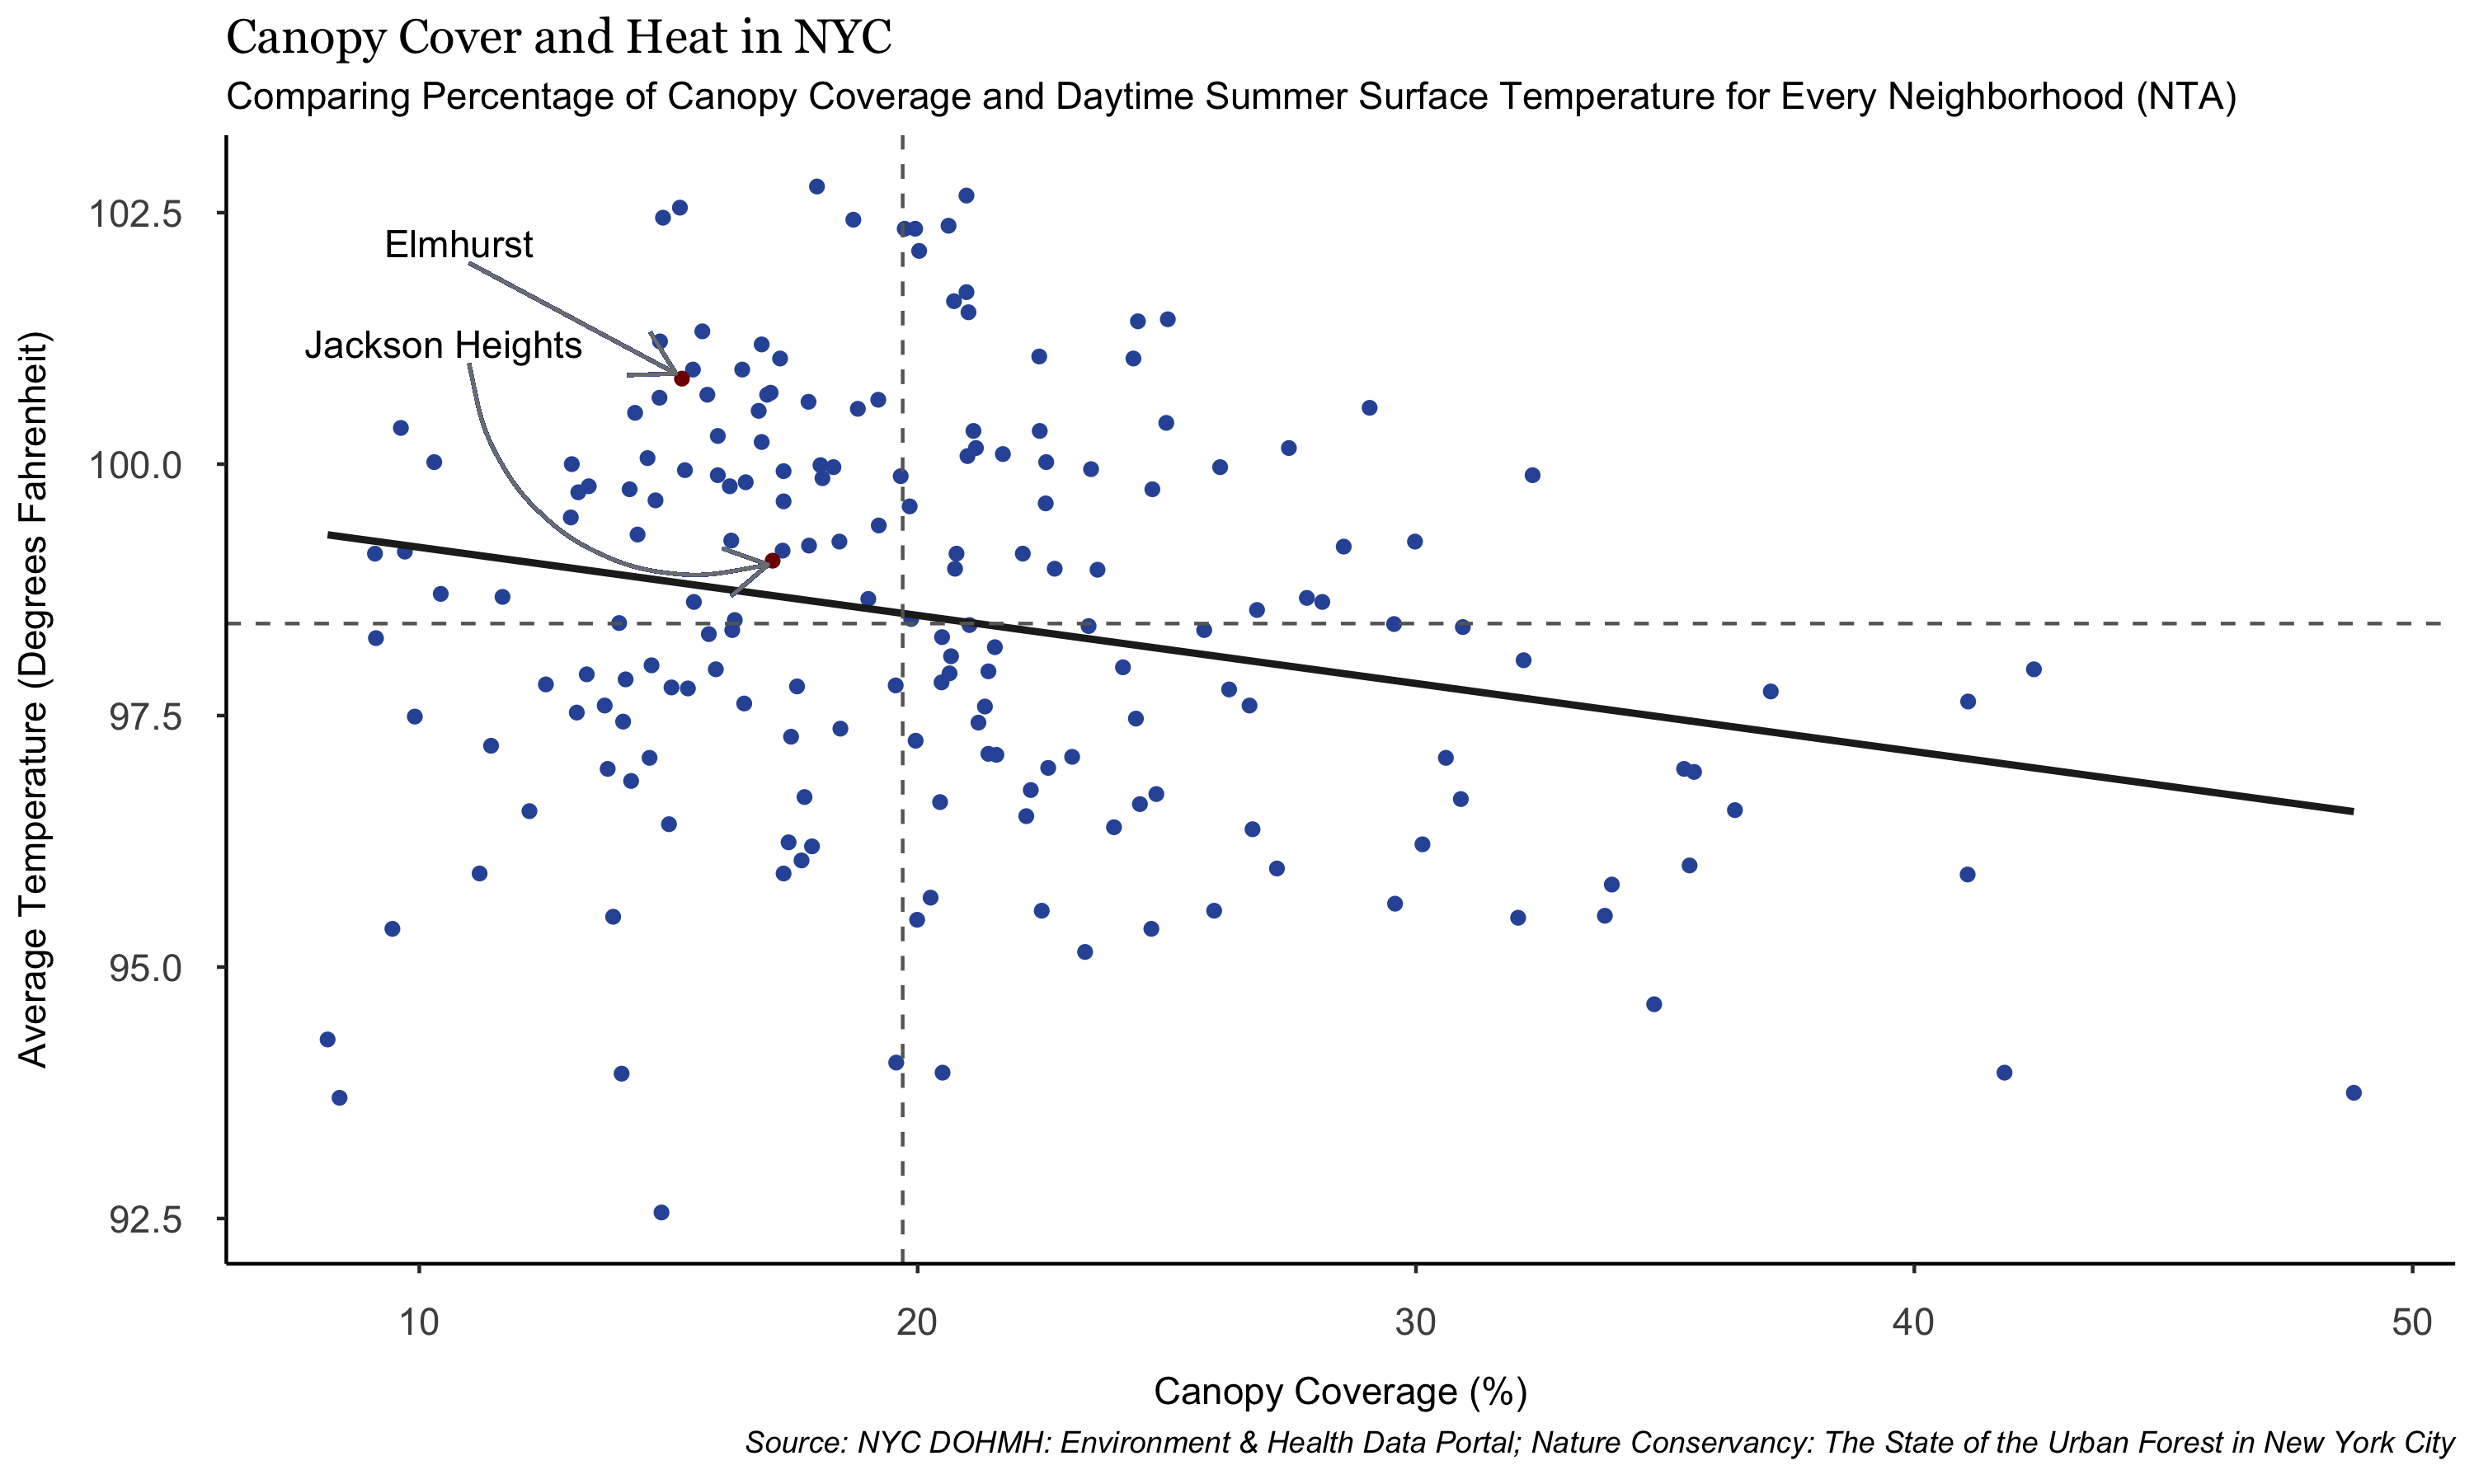 Canopy Cover and Heat in NYC
Comparing Percentage of Canopy Coverage and Daytime Summer Surface Temperature for Every Neighborhood (NTA)
Average Temperature (Degrees Fahrenheit)
102.5
100.0
97.5
95.0
92.5
Elmhurst
Jackson Heights
10
20
30
40
50
Canopy Coverage (%)
Source: NYC DOHMH: Environment & Health Data Portal; Nature Conservancy: The State of the Urban Forest in New York City